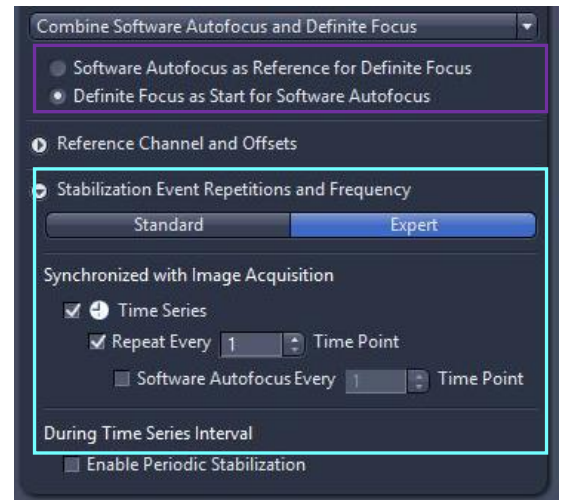 Combine Software Autofocus and Definite Focus
Software Autofocus as Reference for Definite Focus
Definite Focus as Start for Software Autofocus
Reference Channel and Offsets
Stabilization Event Repetitions and Frequency
Standard Expert
Synchronized with Image Acquisition
Time Series
Repeat Every 1 Time Point
Software Autofocus Every 1 Time Point
During Time Series Interval
Enable Periodic Stabilization